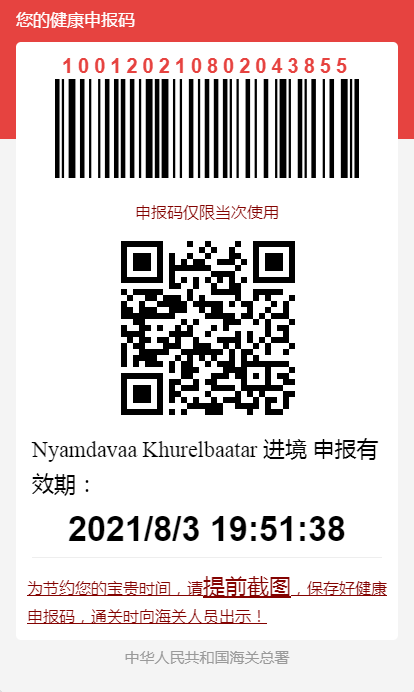 您的健康申报码
100120210802043855
申报码仅限当次使用
Nyamdavaa Khurelbaatar 进境 申报有
效期：
2021/8/3 19:51:38
为节约您的宝贵时间，请提前截图，保存好健康
申报码，通关时向海关人员出示！
中华人民共和国海关总署